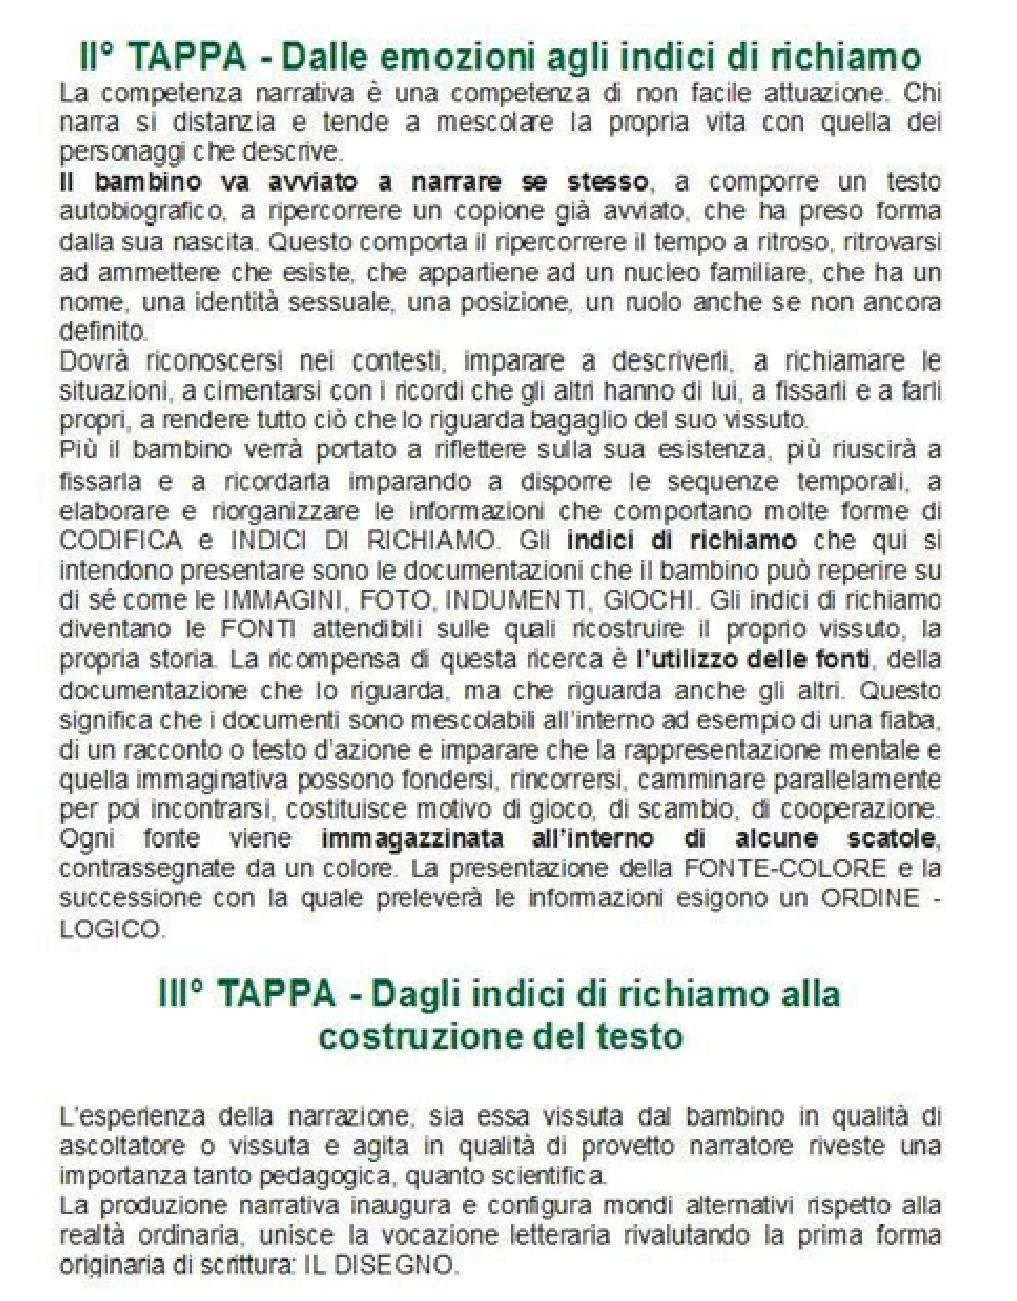 II° TAPPA - Dalle emozioni agli indici di richiamo
La competenza narrativa è una competenza di non facile attuazione. Chi
narra si distanzia e tende a mescolare la propria vita con quella dei
personaggi che descrive.
Il bambino va avviato a narrare se stesso, a comporre un testo
autobiografico, a ripercorrere un copione già avviato, che ha preso forma
dalla sua nascita. Questo comporta il ripercorrere il tempo a ritroso, ritrovarsi
ad ammettere che esiste, che appartiene ad un nucleo familiare, che ha un
nome, una identità sessuale, una posizione, un ruolo anche se non ancora
definito.
Dovrà riconoscersi nei contesti, imparare a descriverli, a richiamare le
situazioni, a cimentarsi con i ricordi che gli altri hanno di lui, a fissarli e a farli
propri, a rendere tutto ciò che lo riguarda bagaglio del suo vissuto.
Più il bambino verrà portato a riflettere sulla sua esistenza, più riuscirà a
fissarla e a ricordarla imparando a disporre le sequenze temporali, a
elaborare e riorganizzare le informazioni che comportano molte forme di
CODIFICA e INDICI DI RICHIAMO. Gli indici di richiamo che qui si
intendono presentare sono le documentazioni che il bambino può reperire su
di sé come le IMMAGINI, FOTO, INDUMENTI, GIOCHI. Gli indici di richiamo
diventano le FONTI attendibili sulle quali ricostruire il proprio vissuto, la
propria storia. La ricompensa di questa ricerca è l'utilizzo delle fonti, della
documentazione che lo riguarda, ma che riguarda anche gli altri. Questo
significa che i documenti sono mescolabili all'interno ad esempio di una fiaba,
di un racconto o testo d'azione e imparare che la rappresentazione mentale e
quella immaginativa possono fondersi, rincorrersi, camminare parallelamente
per poi incontrarsi, costituisce motivo di gioco, di scambio, di cooperazione.
Ogni fonte viene immagazzinata all'interno di alcune scatole,
contrassegnate da un colore. La presentazione della FONTE-COLORE e la
successione con la quale preleverà le informazioni esigono un ORDINE -
LOGICO.
III° TAPPA - Dagli indici di richiamo alla
costruzione del testo
L'esperienza della narrazione, sia essa vissuta dal bambino in qualità di
ascoltatore o vissuta e agita in qualità di provetto narratore riveste una
importanza tanto pedagogica, quanto scientifica.
La produzione narrativa inaugura e configura mondi alternativi rispetto alla
realtà ordinaria, unisce la vocazione letteraria rivalutando la prima forma
originaria di scrittura: IL DISEGNO.